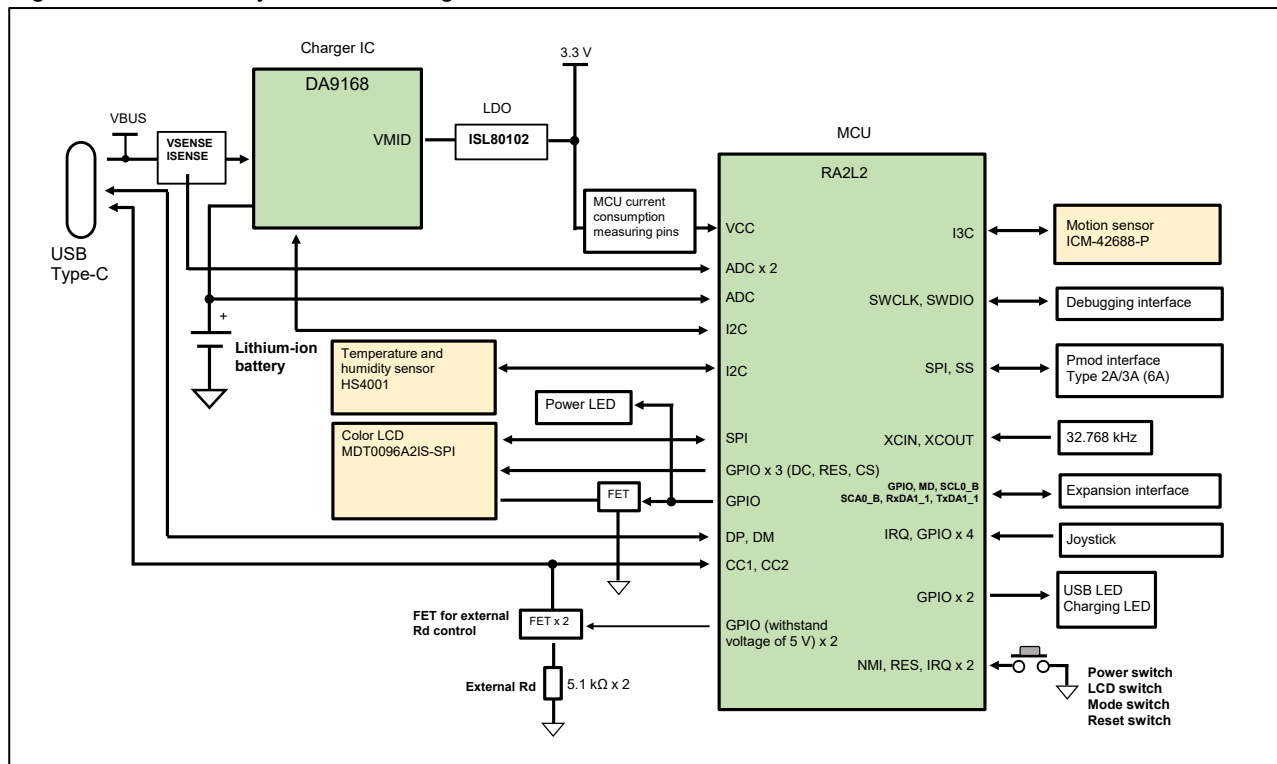 Charger IC
DA9168
VMID
VBUS
VSENSE
ISENSE
USB
Type-C
LDO
ISL80102
3.3 V
MCU current
consumption
measuring pins
MCU
RA2L2
VCC
ADC x 2
ADC
I2C
I2C
SPI
GPIO x 3 (DC, RES, CS)
GPIO
DP, DM
CC1, CC2
GPIO (withstand
voltage of 5 V) x 2
+
Lithium-ion
battery
Temperature and
humidity sensor
HS4001
Power LED
Color LCD
MDT0096A2IS-SPI
FET
FET for external
Rd control
FET x 2
External Rd
5.1 kΩ x 2
I3C
SWCLK, SWDIO
SPI, SS
XCIN, XCOUT
GPIO, MD, SCL0_B
SCA0_B, RxDA1_1, TxDA1_1
IRQ, GPIO x 4
GPIO x 2
NMI, RES, IRQ x 2
Motion sensor
ICM-42688-P
Debugging interface
Pmod interface
Type 2A/3A (6A)
32.768 kHz
Expansion interface
Joystick
USB LED
Charging LED
Power switch
LCD switch
Mode switch
Reset switch